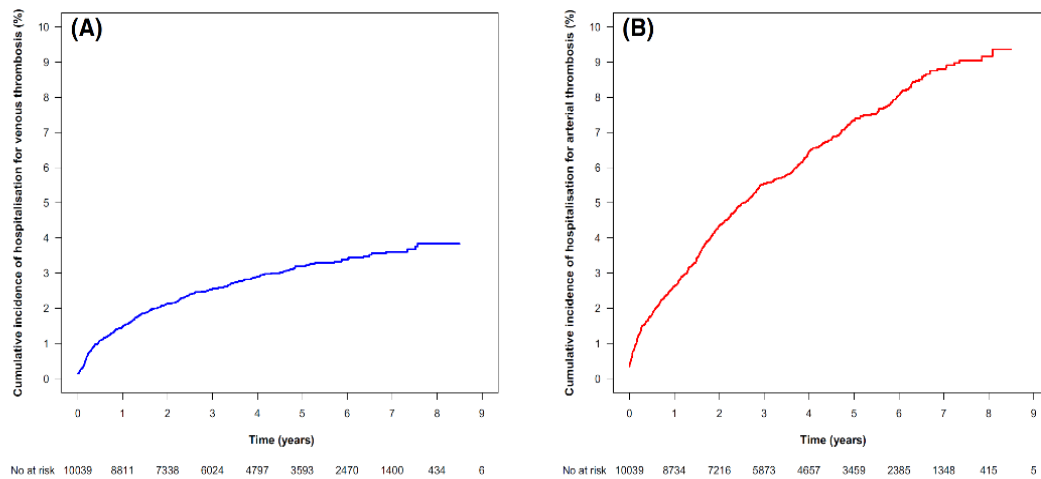 (A)
Cumulative incidence of hospitalisation for venous thrombosis (%)
10
9
8
7
6
5
4
3
2
1
0
0 1 2 3 4 5 6 7 8 9
Time (years)
No at risk 10039 8811 7338 6024 4797 3593 2470 1400 434 6
(B)
Cumulative incidence of hospitalisation for arterial thrombosis (%)
10
9
8
7
6
5
4
3
2
1
0
0 1 2 3 4 5 6 7 8 9
Time (years)
No at risk 10039 8734 7216 5873 4657 3459 2385 1348 415 5